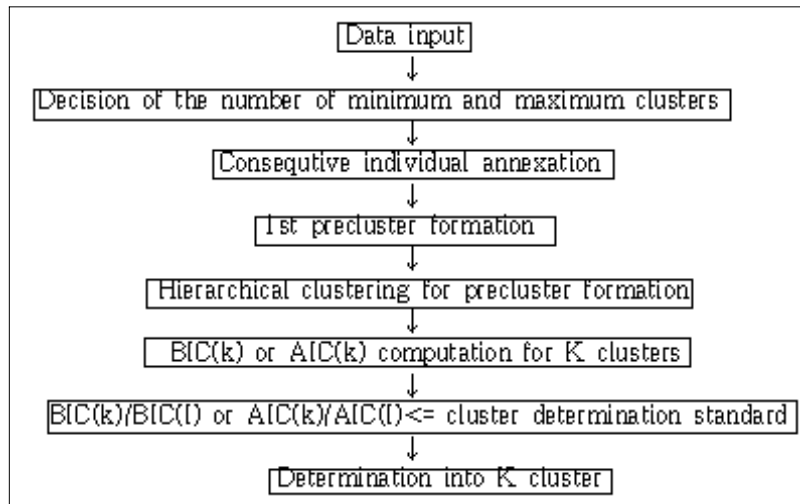 Data input
Decision of the number of minimum and maximum clusters
Consequtive individual annexation
1st precluster formation
Hierarchical clustering for precluster formation
BIC(k) or AIC(k) computation for K clusters
BIC(k)/BIC(I) or AIC(k)/AIC(I)<= cluster determination standard
Determination into K cluster